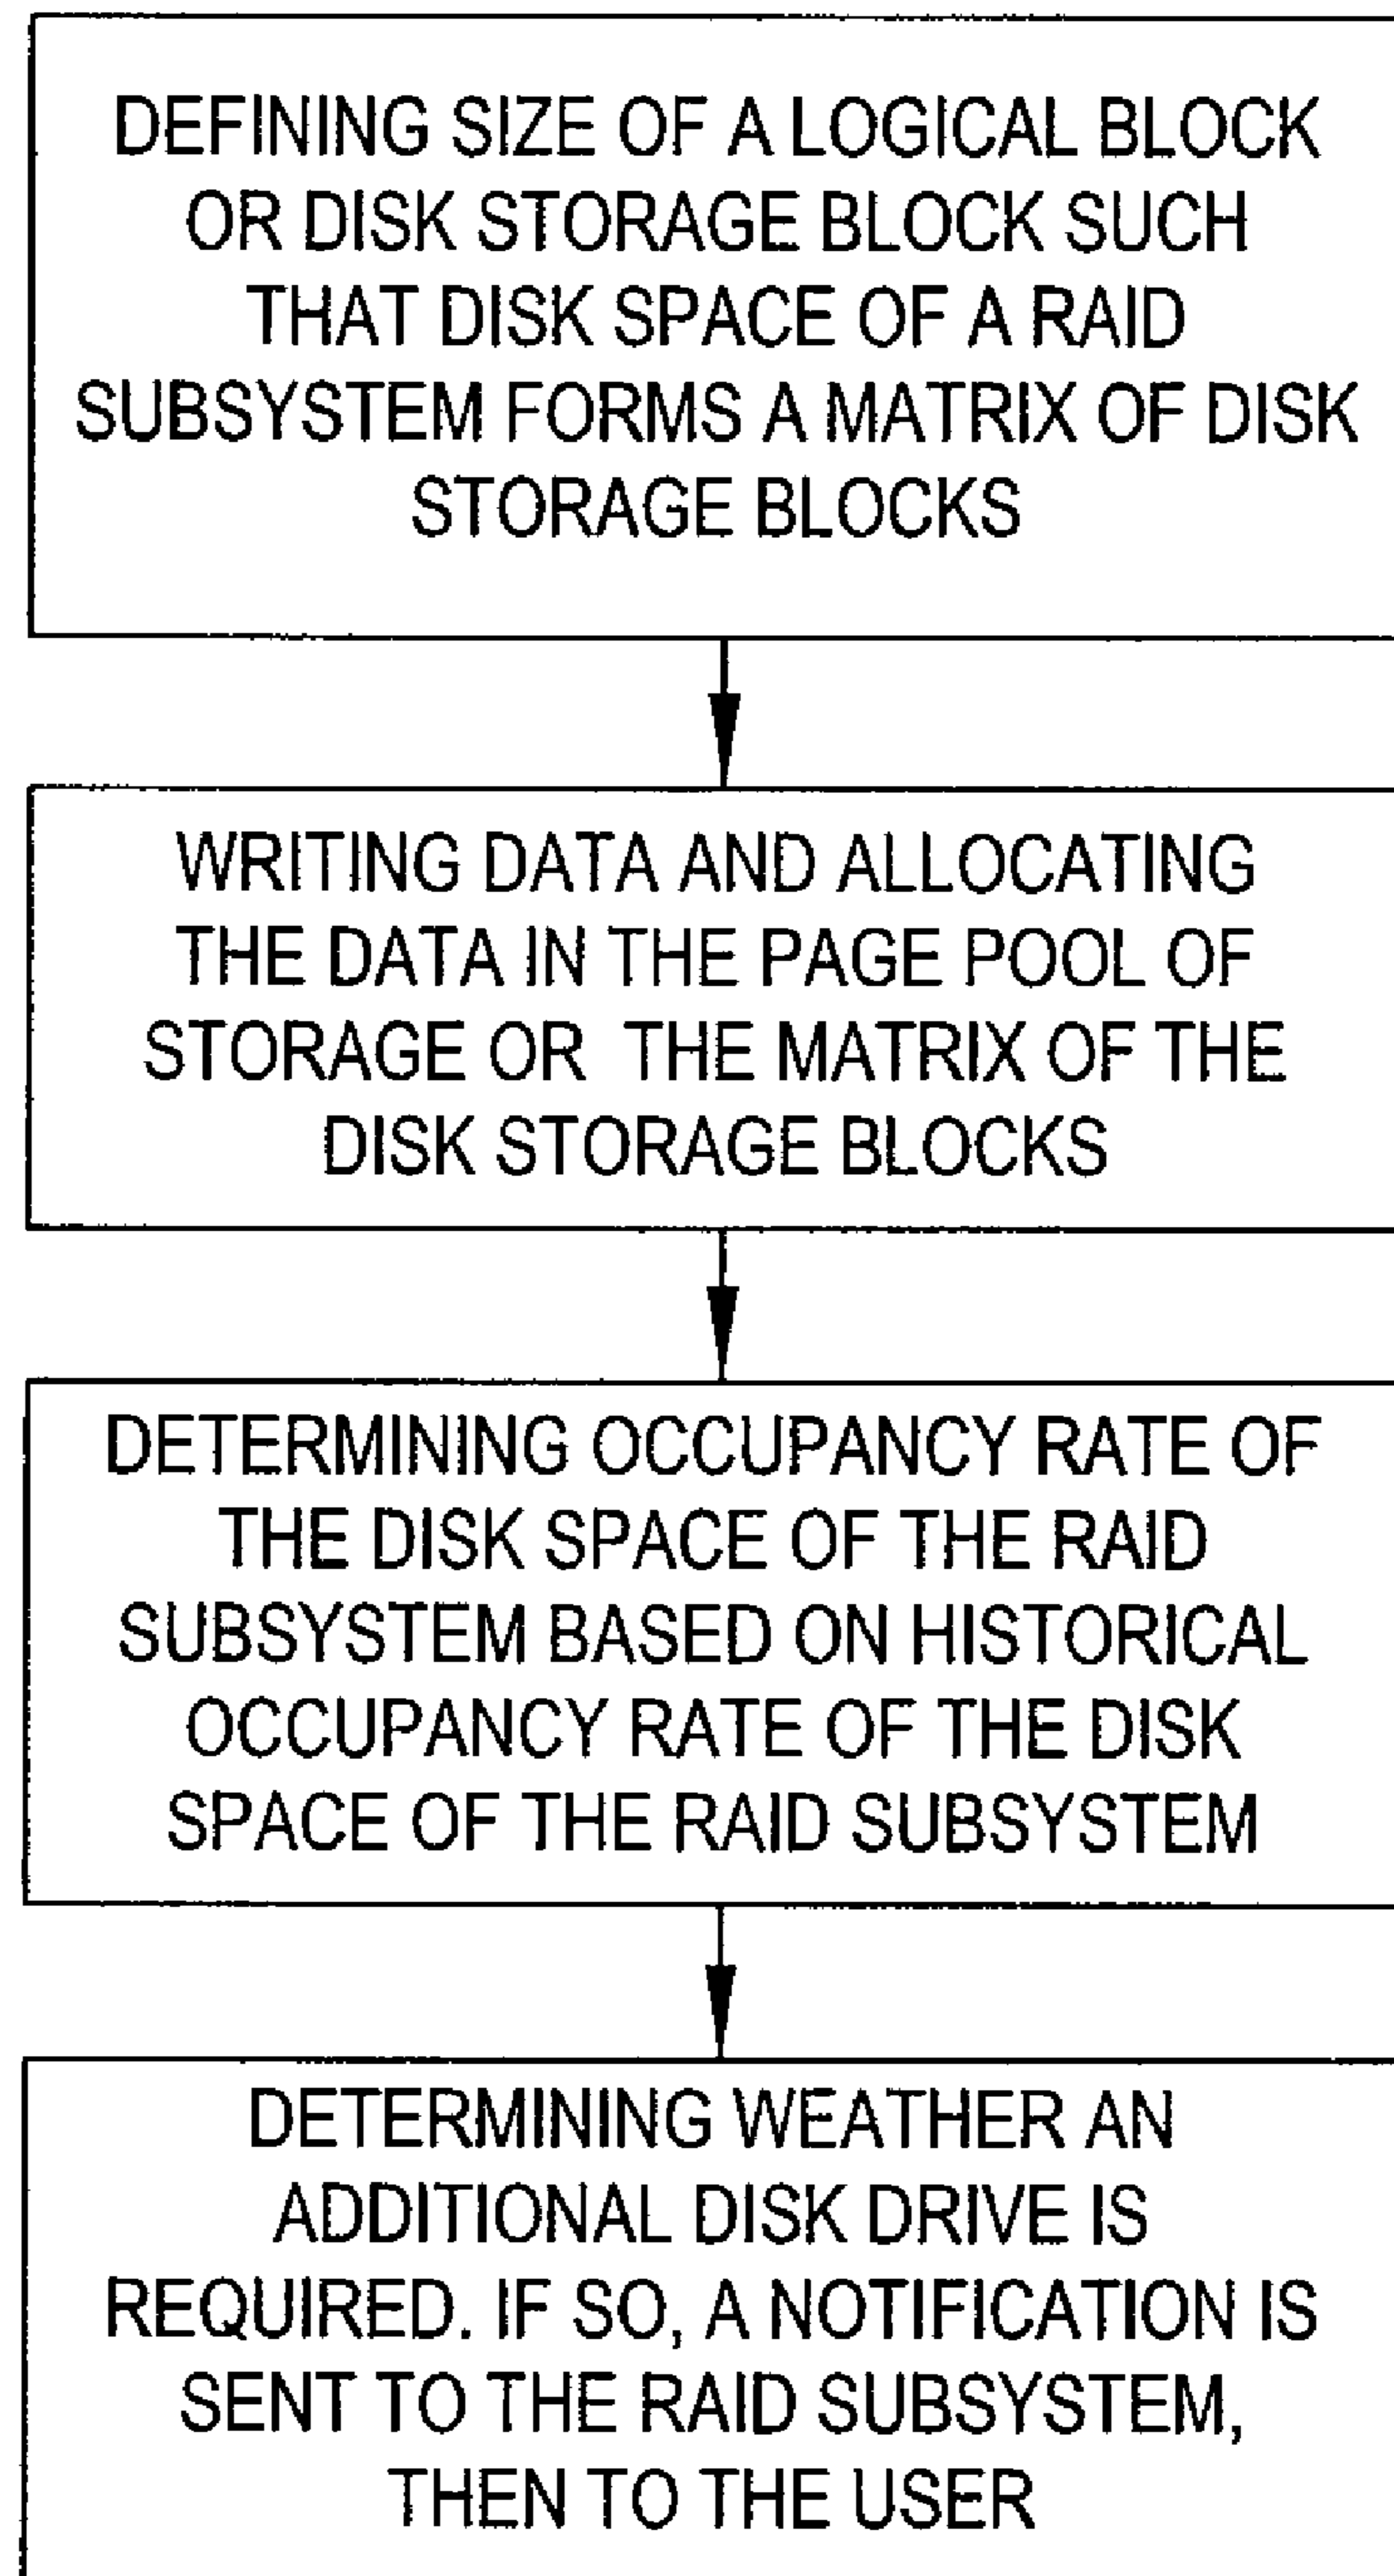 DEFINING SIZE OF A LOGICAL BLOCK
OR DISK STORAGE BLOCK SUCH
THAT DISK SPACE OF A RAID
SUBSYSTEM FORMS A MATRIX OF DISK
STORAGE BLOCKS
WRITING DATA AND ALLOCATING
THE DATA IN THE PAGE POOL OF
STORAGE OR THE MATRIX OF THE
DISK STORAGE BLOCKS
DETERMINING OCCUPANCY RATE OF
THE DISK SPACE OF THE RAID
SUBSYSTEM BASED ON HISTORICAL
OCCUPANCY RATE OF THE DISK
SPACE OF THE RAID SUBSYSTEM
DETERMINING WEATHER AN
ADDITIONAL DISK DRIVE IS
REQUIRED. IF SO, A NOTIFICATION IS
SENT TO THE RAID SUBSYSTEM,
THEN TO THE USER